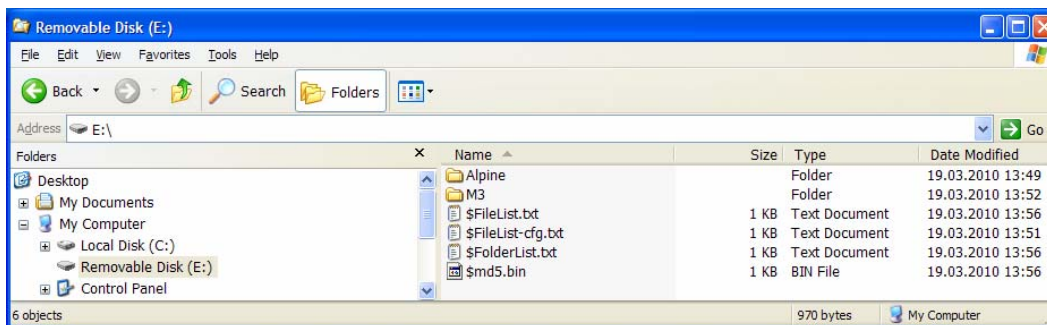 Removable Disk (E:)
File Edit View Favorites Tools Help
Back Search Folders
Address E:\ Go
Folders x Name Size Type Date Modified
Desktop
My Documents
My Computer
Local Disk (C:)
Removable Disk (E:)
Control Panel
Alpine Folder 19.03.2010 13:49
M3 Folder 19.03.2010 13:52
$FileList.txt 1 KB Text Document 19.03.2010 13:56
$FileList-cfg.txt 1 KB Text Document 19.03.2010 13:51
$FolderList.txt 1 KB Text Document 19.03.2010 13:56
$md5.bin 1 KB BIN File 19.03.2010 13:56
6 objects 970 bytes My Computer